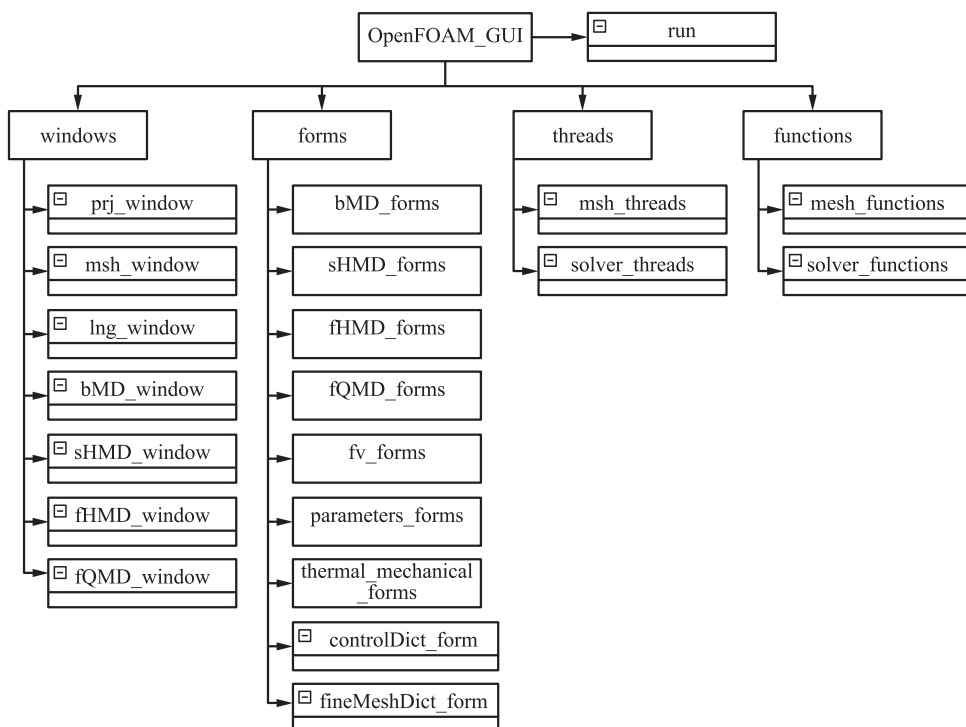 OpenFOAM_GUI
run
windows
forms
threads
functions
prj_window
msh_window
lng_window
bMD_window
sHMD_window
fHMD_window
fQMD_window
bMD_forms
sHMD_forms
fHMD_forms
fQMD_forms
fv_forms
parameters_forms
thermal_mechanical
_forms
controlDict_form
fineMeshDict_form
msh_threads
solver_threads
mesh_functions
solver_functions